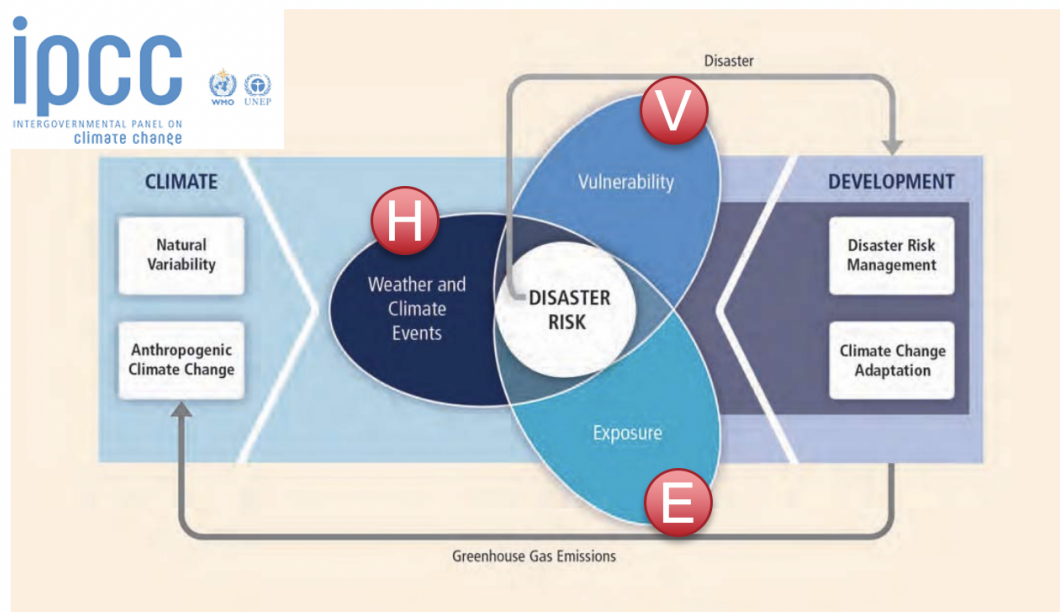 ipcc
WMO UNEP
INTERGOVERNMENTAL PANEL ON
climate change
Disaster
V
CLIMATE
Vulnerability
DEVELOPMENT
H
Natural
Variability
Disaster Risk
Management
Weather and
Climate
Events
DISASTER
RISK
Anthropogenic
Climate Change
Climate Change
Adaptation
Exposure
E
Greenhouse Gas Emissions